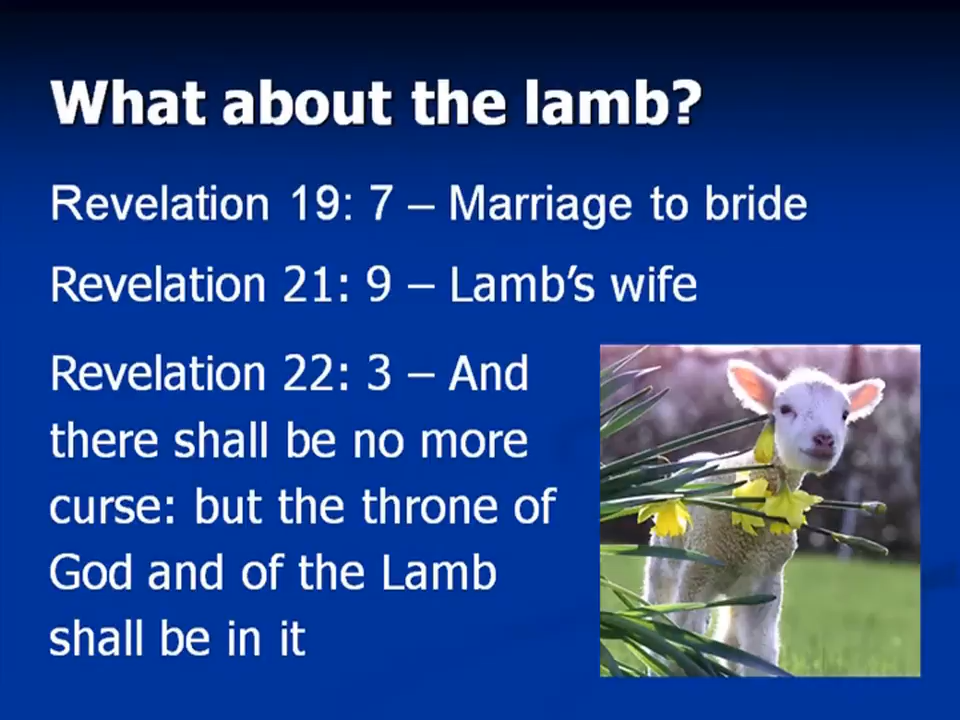 What about the lamb?
Revelation 19: 7 – Marriage to bride
Revelation 21: 9 – Lamb’s wife
Revelation 22: 3 – And
there shall be no more
curse: but the throne of
God and of the Lamb
shall be in it